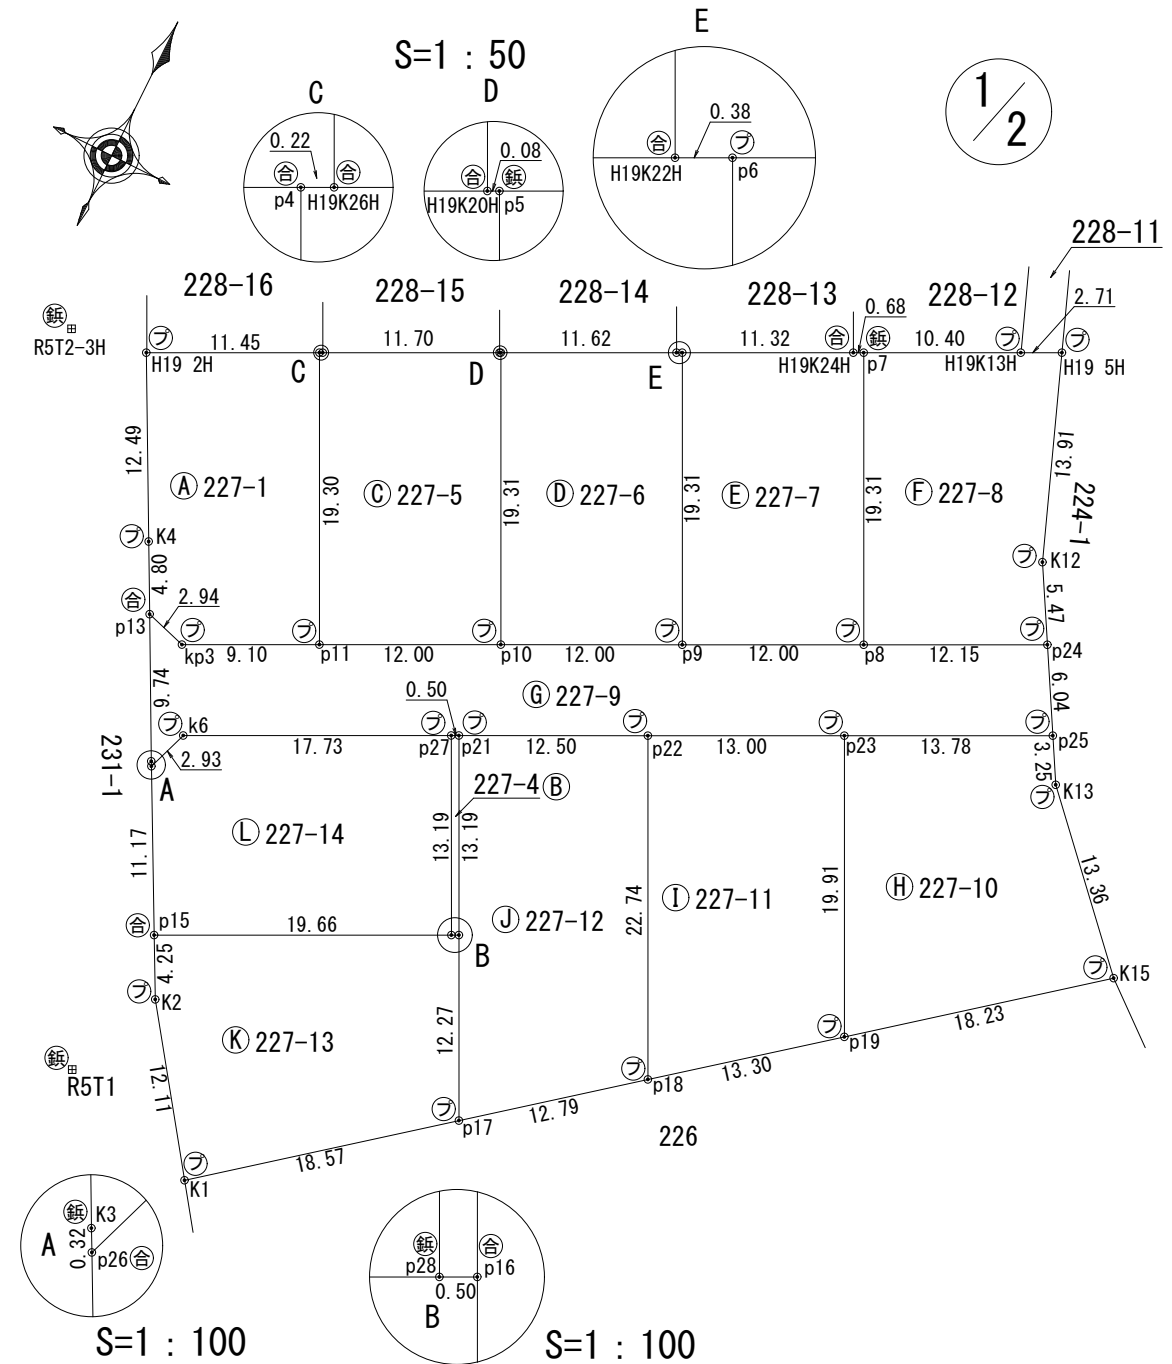 E
S=1 : 50
1/2
C
D
0.38
0.22
0.08
合 プ
H19K22H p6
合 合
p4 H19K26H
合 鋲
H19K20H p5
228-11
228-16 228-15 228-14 228-13 228-12
2.71
0.68
鋲
R5T2-3H
プ 11.45 11.70 11.62 11.32 合 鋲 10.40 プ プ
H19 2H C D E H19K24H p7 H19K13H H19 5H
12.49
13.91
Ⓐ 227-1
Ⓒ 227-5
Ⓓ 227-6
Ⓔ 227-7
Ⓕ 227-8
19.30
19.31
19.31
19.31
224-1
プ K4
プ K12
4.80
5.47
合
p13
2.94
プ プ プ プ プ
kp3 9.10 p11 12.00 p10 12.00 p9 12.00 p8 12.15 p24
9.74
6.04
0.50
Ⓖ 227-9
プ k6 プ プ
17.73 p27 p21 12.50 p22 13.00 p23 13.78 p25
プ プ プ
231-1
2.93
A
3.25
プ K13
227-4 Ⓑ
11.17
Ⓛ 227-14
13.19
13.19
13.36
Ⓙ 227-12
22.74
Ⓘ 227-11
19.91
Ⓗ 227-10
合 p15
19.66
B
4.25
プ K2
プ K15
Ⓚ 227-13
12.27
18.23
プ p19
鋲
R5T1
12.11
13.30
プ p18
プ p17
12.79
226
18.57
プ
K1
鋲 K3
A 0.32
p26 合
鋲 合
p28 p16
0.50
B
S=1 : 100
S=1 : 100